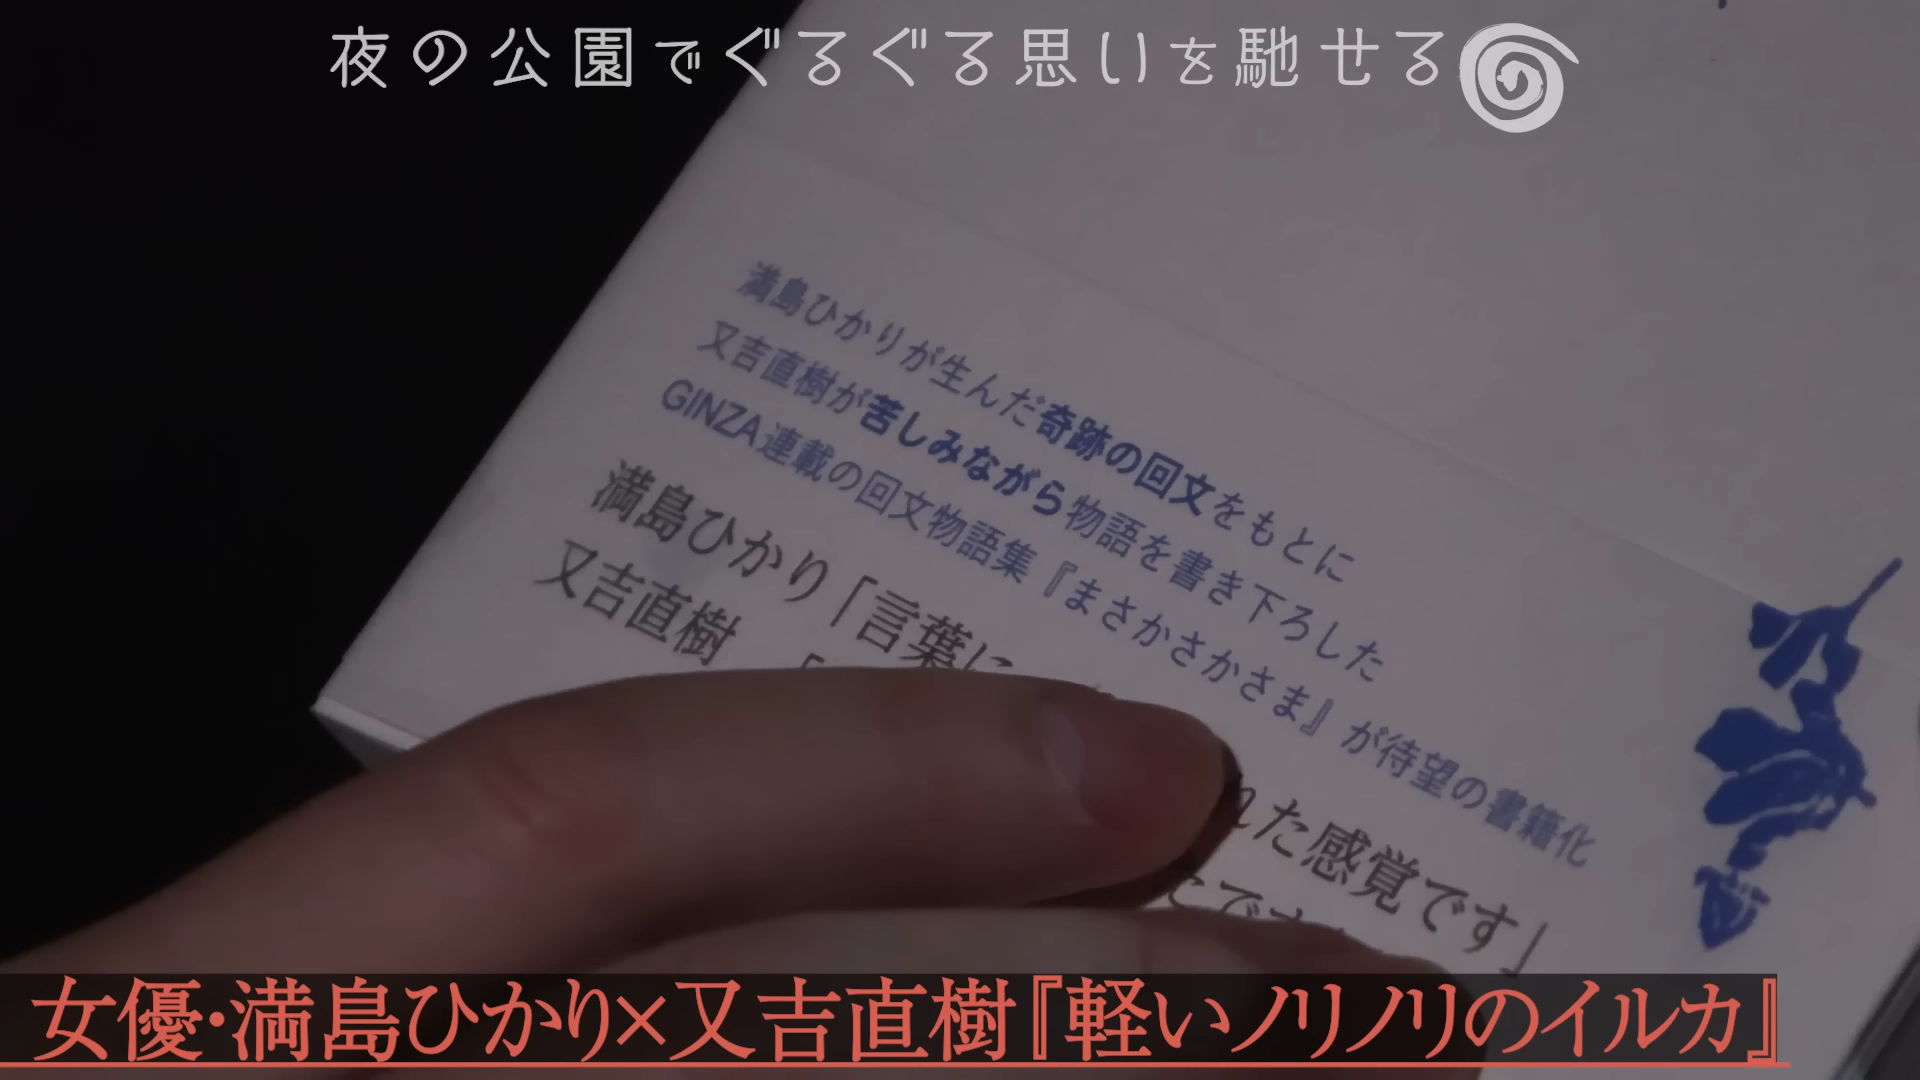 夜の公園でぐるぐる思いを馳せる
満島ひかりが生んだ奇跡の回文をもとに
又吉直樹が苦しみながら物語を書き下ろした
GINZA連載の回文物語集『まさかさかさま』が待望の書籍化
満島ひかり「言葉に れた感覚です」
又吉直樹 「
女優・満島ひかり×又吉直樹『軽いノリノリのイルカ』